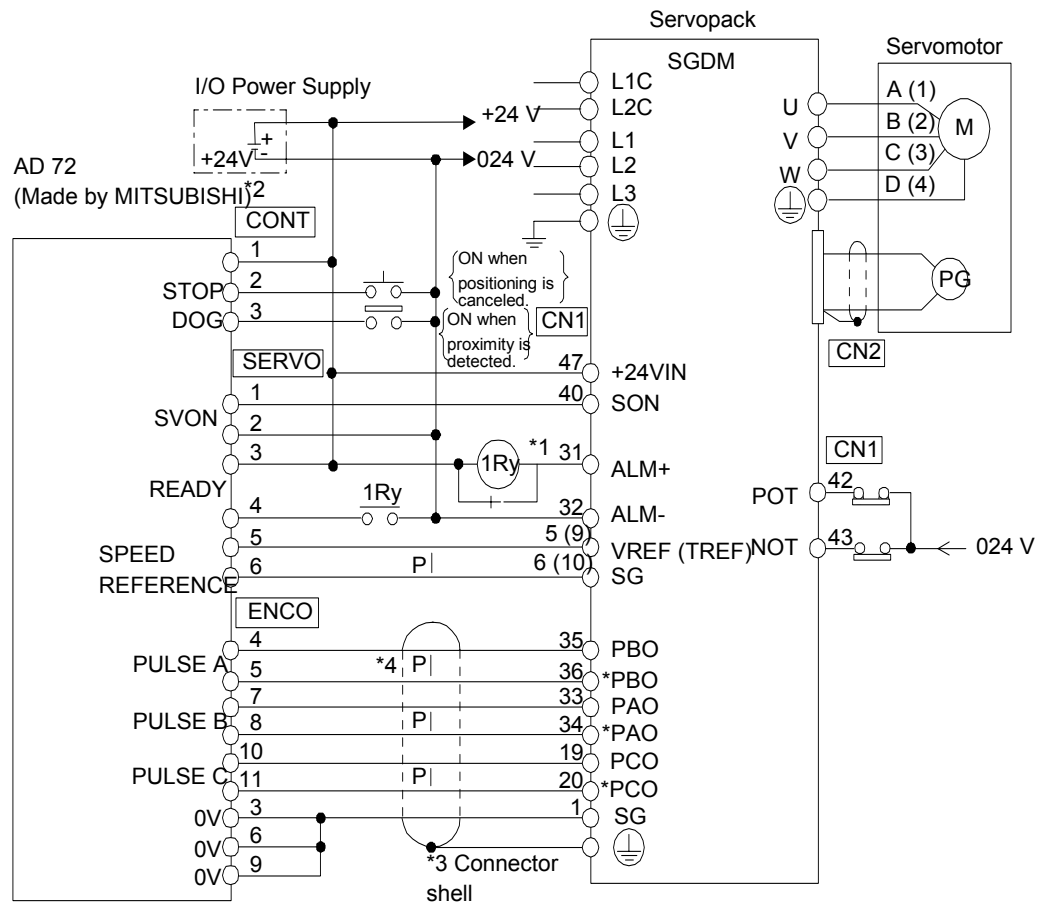 Servopack
SGDM
Servomotor
I/O Power Supply
+24V
+
-
+24 V
024 V
AD 72
(Made by MITSUBISHI)*2
L1C
L2C
L1
L2
L3
U
V
W
A (1)
B (2)
C (3)
D (4)
M
PG
CN2
CONT
1
STOP 2
DOG 3
ON when
positioning is
canceled.
ON when
proximity is
detected.
CN1
SERVO
47 +24VIN
1 40 SON
SVON
2
3 1Ry *1 31 ALM+
READY
4 1Ry 32 ALM-
5 5 (9) VREF (TREF)
SPEED
REFERENCE
6 P 6 (10) SG
CN1
POT 42
NOT 43 024 V
ENCO
4 35 PBO
PULSE A *4 P
5 36 *PBO
7 33 PAO
PULSE B 8 P 34 *PAO
10 19 PCO
PULSE C 11 P 20 *PCO
0V 3 1 SG
0V 6
0V 9
*3 Connector
shell